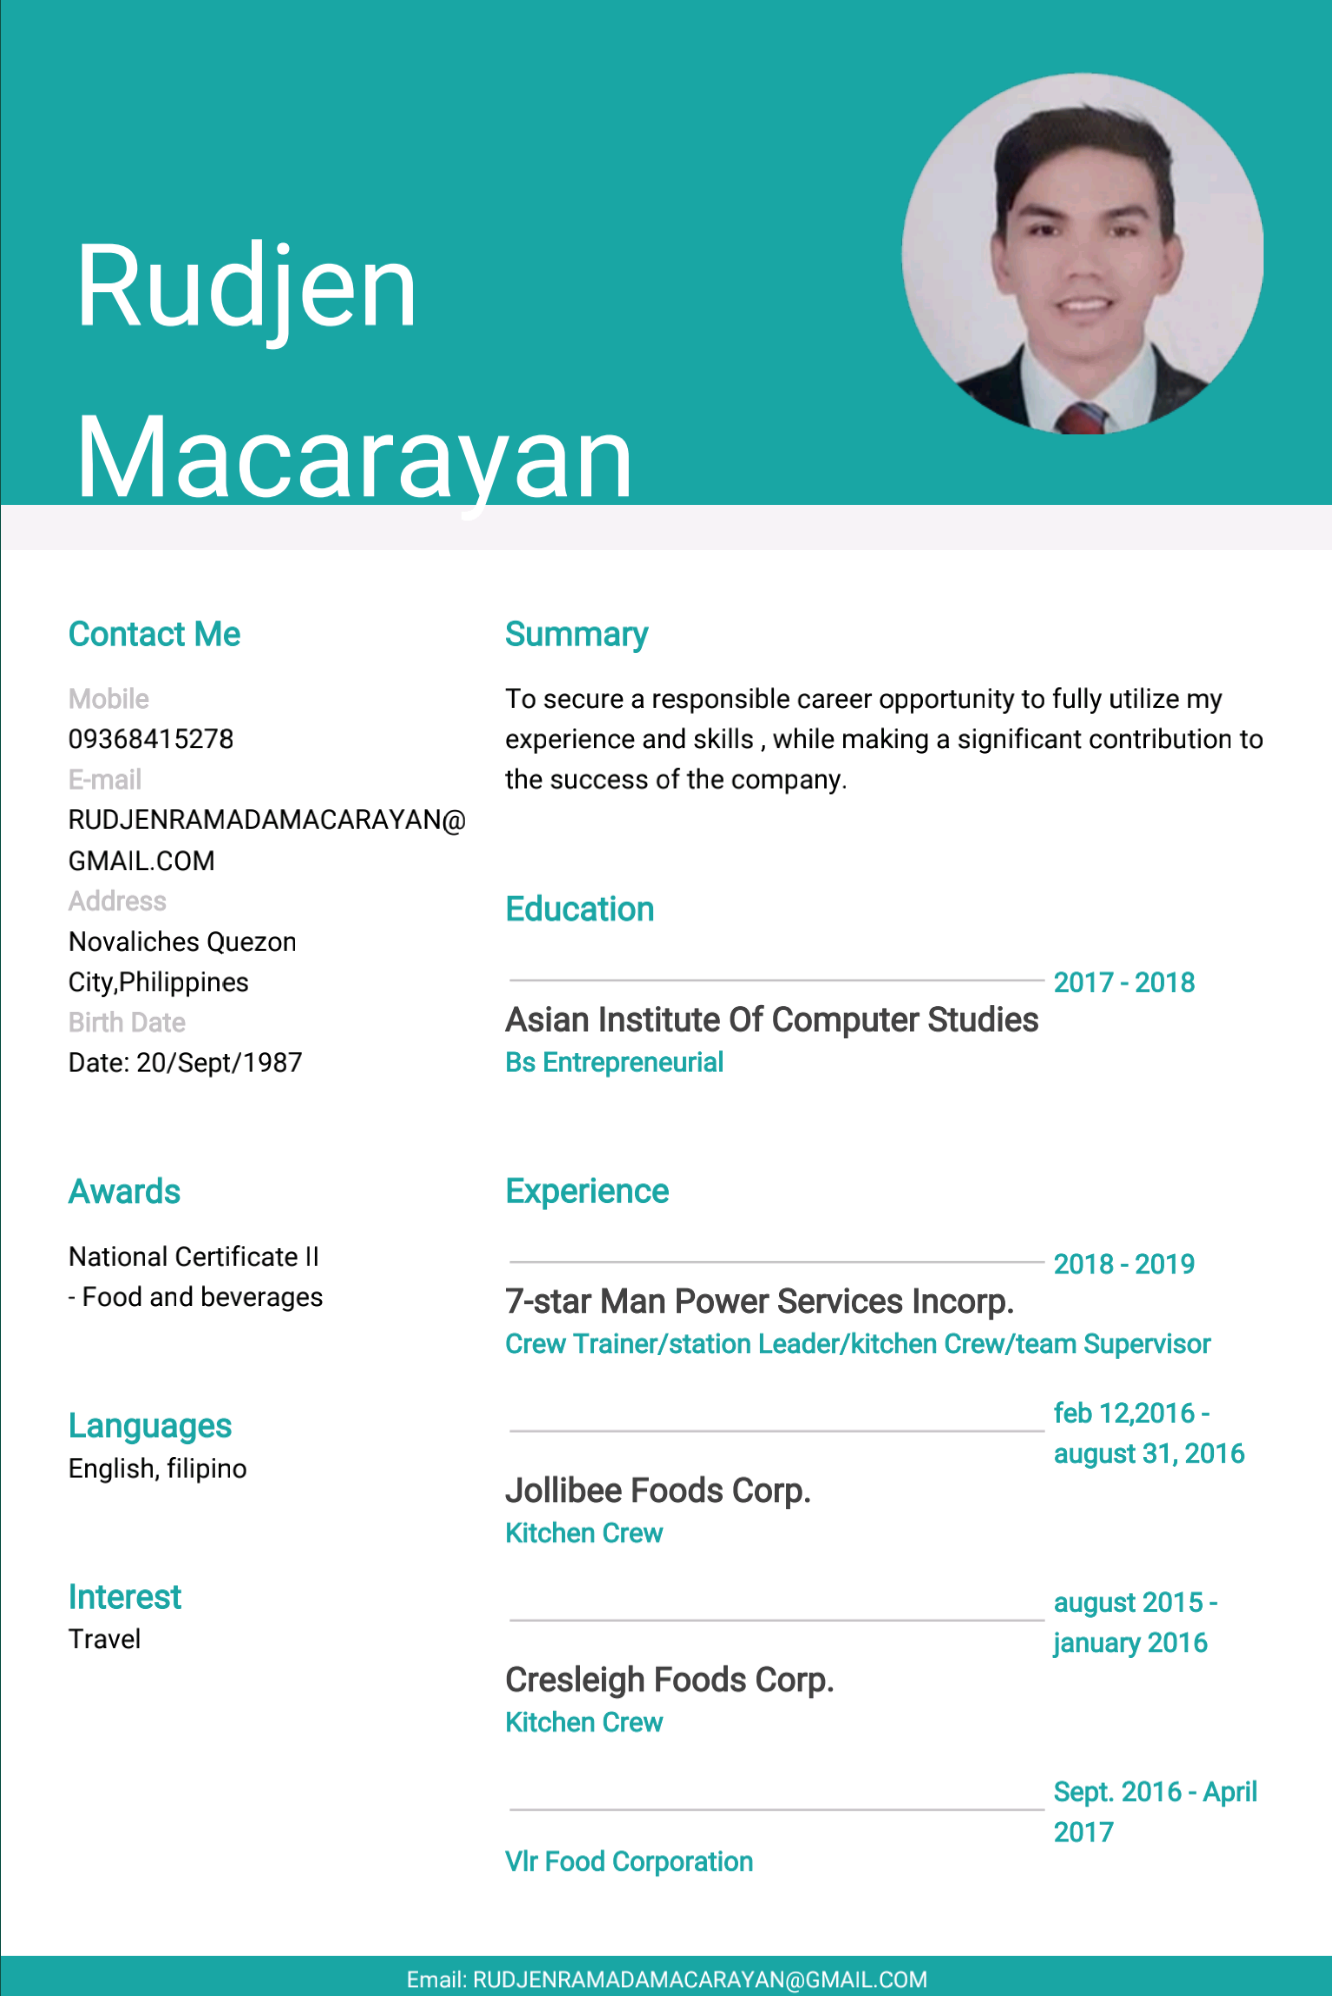 Rudjen
Macarayan
Contact Me
Mobile
09368415278
E-mail
RUDJENRAMADAMACARAYAN@
GMAIL.COM
Address
Novaliches Quezon
City,Philippines
Birth Date
Date: 20/Sept/1987
Awards
National Certificate II
- Food and beverages
Languages
English, filipino
Interest
Travel
Summary
To secure a responsible career opportunity to fully utilize my
experience and skills , while making a significant contribution to
the success of the company.
Education
2017 - 2018
Asian Institute Of Computer Studies
Bs Entrepreneurial
Experience
2018 - 2019
7-star Man Power Services Incorp.
Crew Trainer/station Leader/kitchen Crew/team Supervisor
feb 12,2016 -
august 31, 2016
Jollibee Foods Corp.
Kitchen Crew
august 2015 -
january 2016
Cresleigh Foods Corp.
Kitchen Crew
Sept. 2016 - April
2017
Vlr Food Corporation
Email: RUDJENRAMADAMACARAYAN@GMAIL.COM